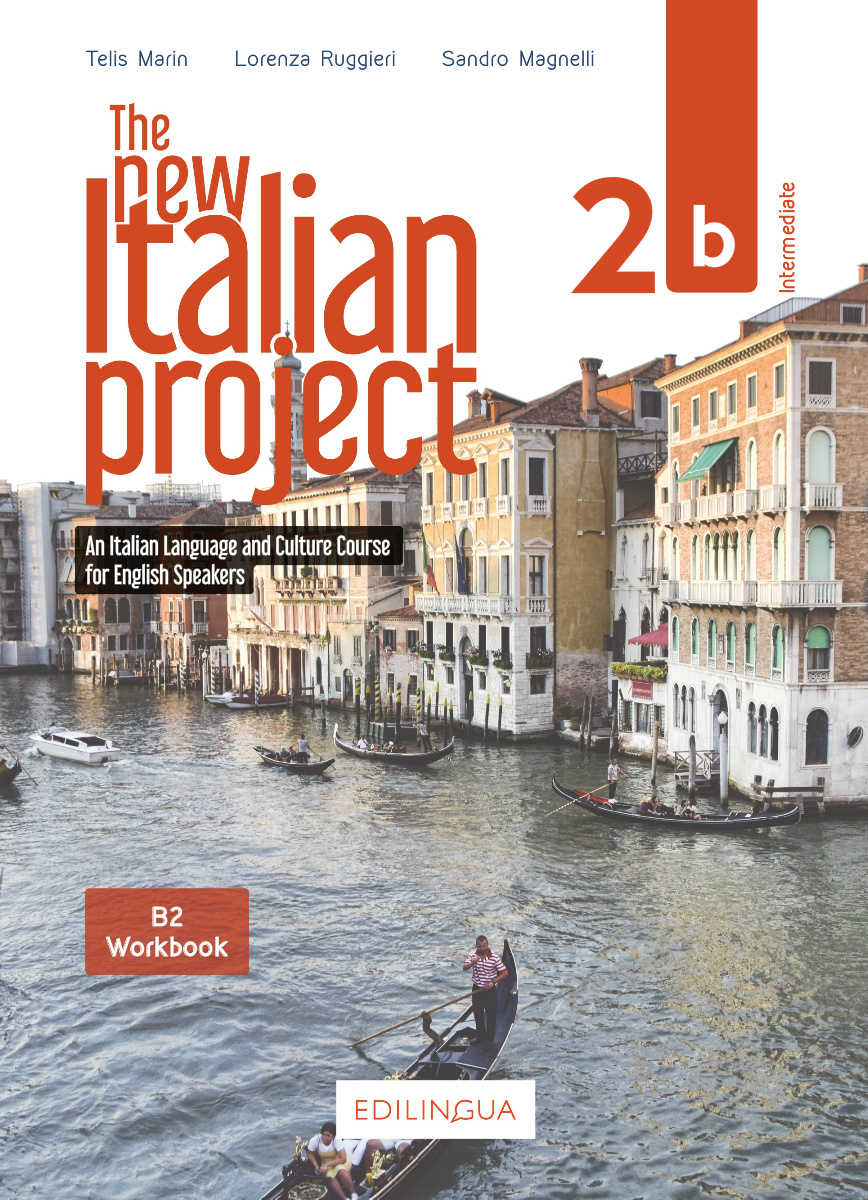 Telis Marin Lorenza Ruggieri Sandro Magnelli
The
new
Italian
project
2b
Intermediate
An Italian Language and Culture Course
for English Speakers
B2
Workbook
EDILINGUA